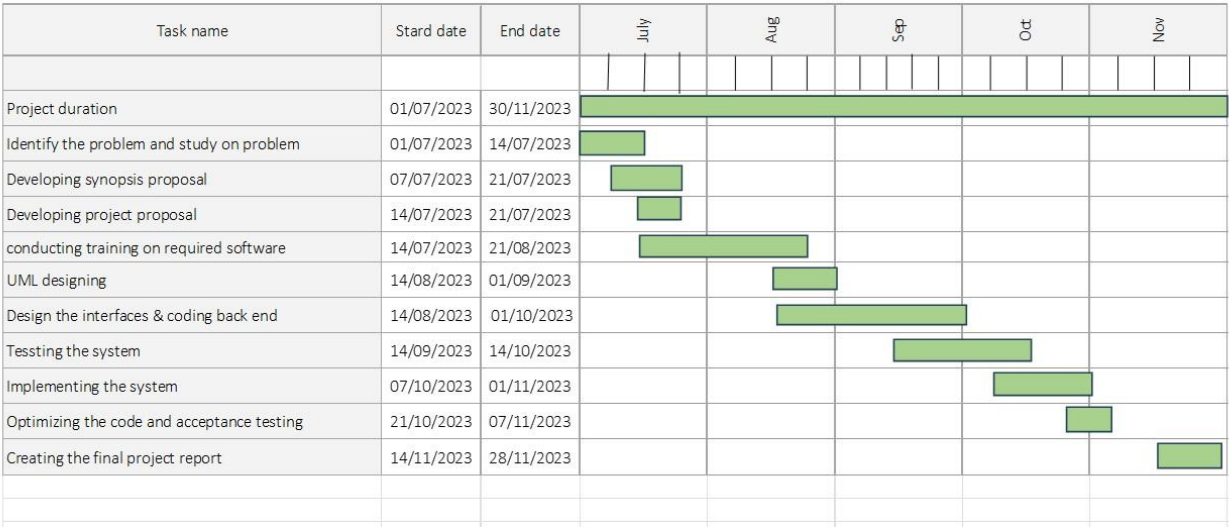 Task name Stard date End date July Aug Sep Oct Nov
Project duration 01/07/2023 30/11/2023
Identify the problem and study on problem 01/07/2023 14/07/2023
Developing synopsis proposal 07/07/2023 21/07/2023
Developing project proposal 14/07/2023 21/07/2023
conducting training on required software 14/07/2023 21/08/2023
UML designing 14/08/2023 01/09/2023
Design the interfaces & coding back end 14/08/2023 01/10/2023
Tessting the system 14/09/2023 14/10/2023
Implementing the system 07/10/2023 01/11/2023
Optimizing the code and acceptance testing 21/10/2023 07/11/2023
Creating the final project report 14/11/2023 28/11/2023